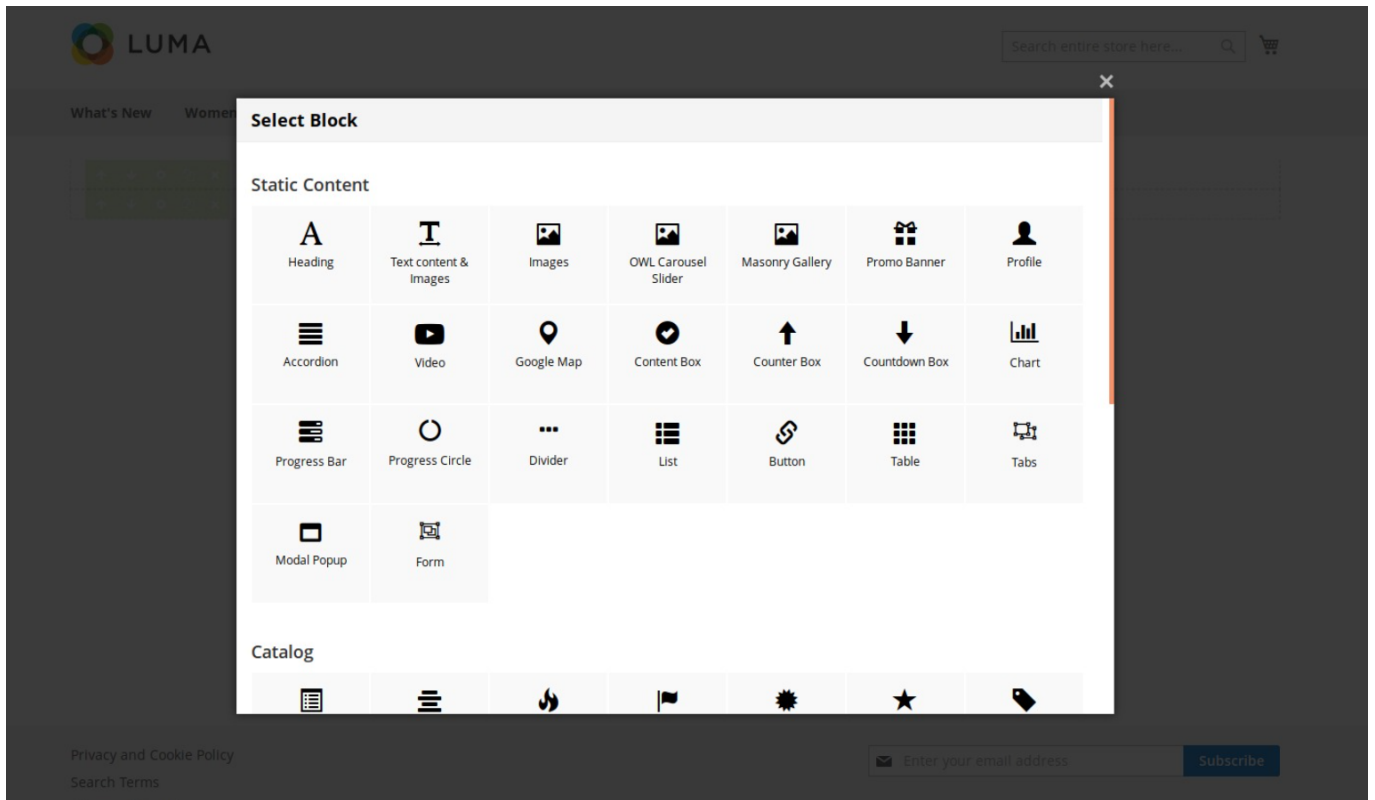 LUMA
Search entire store here...
What's New Women
Select Block
Static Content
Heading
Text content &
Images
Images
OWL Carousel
Slider
Masonry Gallery
Promo Banner
Profile
Accordion
Video
Google Map
Content Box
Counter Box
Countdown Box
Chart
Progress Bar
Progress Circle
Divider
List
Button
Table
Tabs
Modal Popup
Form
Catalog
Privacy and Cookie Policy
Enter your email address
Subscribe
Search Terms